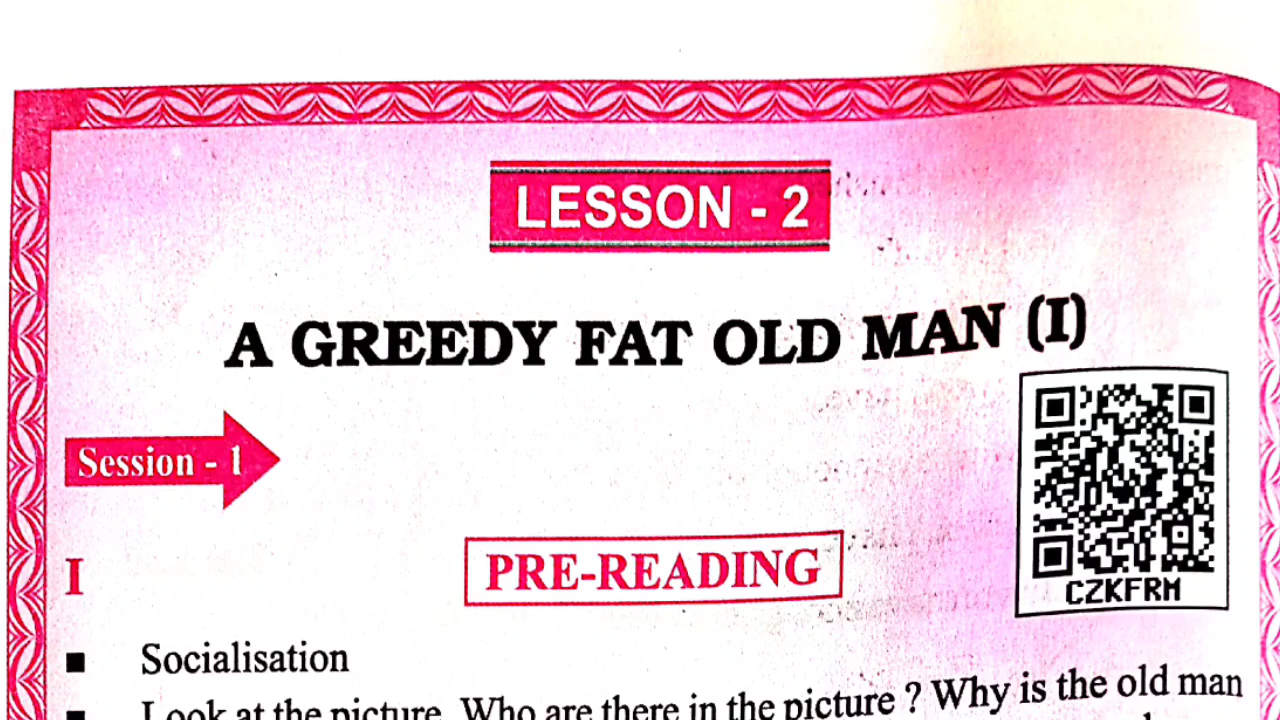 LESSON - 2
A GREEDY FAT OLD MAN (I)
Session - 1
CZKFRM
I
PRE-READING
■ Socialisation
■ Look at the picture. Who are there in the picture ? Why is the old man